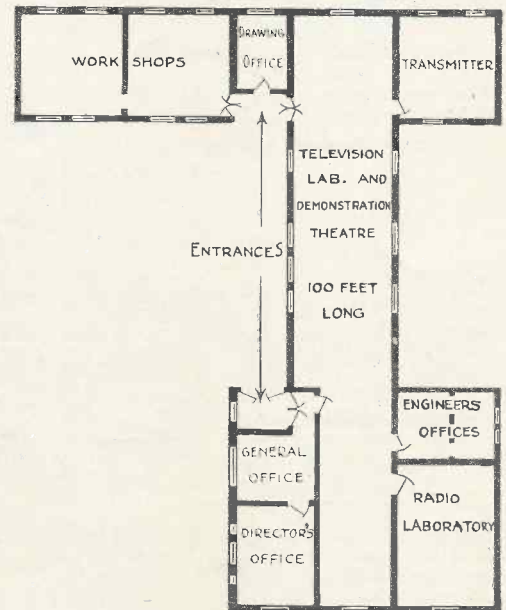 DRAWING
OFFICE
WORK SHOPS
TRANSMITTER
TELEVISION
LAB. AND
DEMONSTRATION
THEATRE
ENTRANCES
100 FEET
LONG
ENGINEERS
OFFICES
GENERAL
OFFICE
RADIO
LABORATORY
DIRECTOR'S
OFFICE